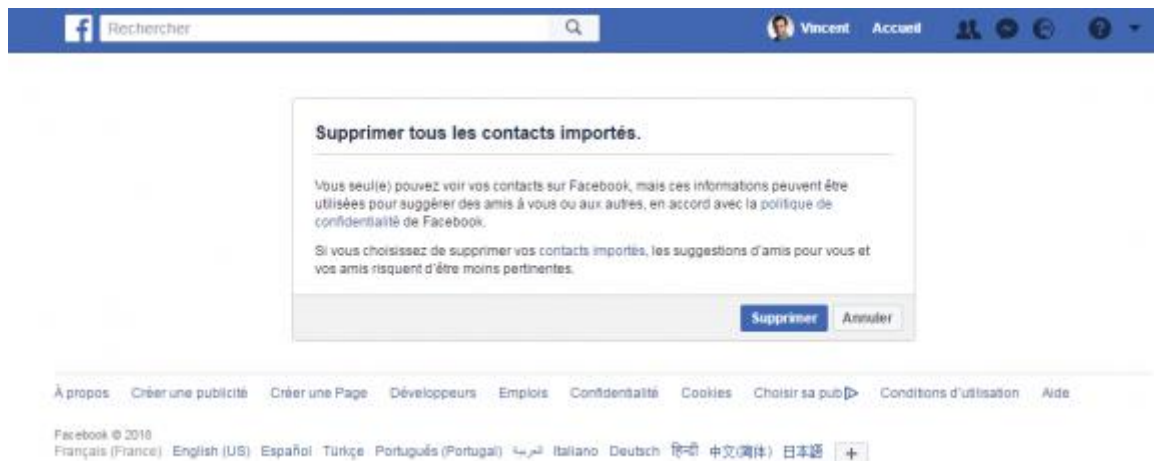 f Rechercher Vincent Accueil
Supprimer tous les contacts importés.
Vous seul(e) pouvez voir vos contacts sur Facebook, mais ces informations peuvent être
utilisées pour suggérer des amis à vous ou aux autres, en accord avec la politique de
confidentialité de Facebook.
Si vous choisissez de supprimer vos contacts importés, les suggestions d'amis pour vous et
vos amis risquent d'être moins pertinentes.
Supprimer Annuler
À propos Créer une publicité Créer une Page Développeurs Emplois Confidentialité Cookies Choisir sa pub Conditions d'utilisation Aide
Facebook © 2018
Français (France) English (US) Español Türkçe Português (Portugal) العربية Italiano Deutsch हिन्दी 中文(简体) 日本語 +